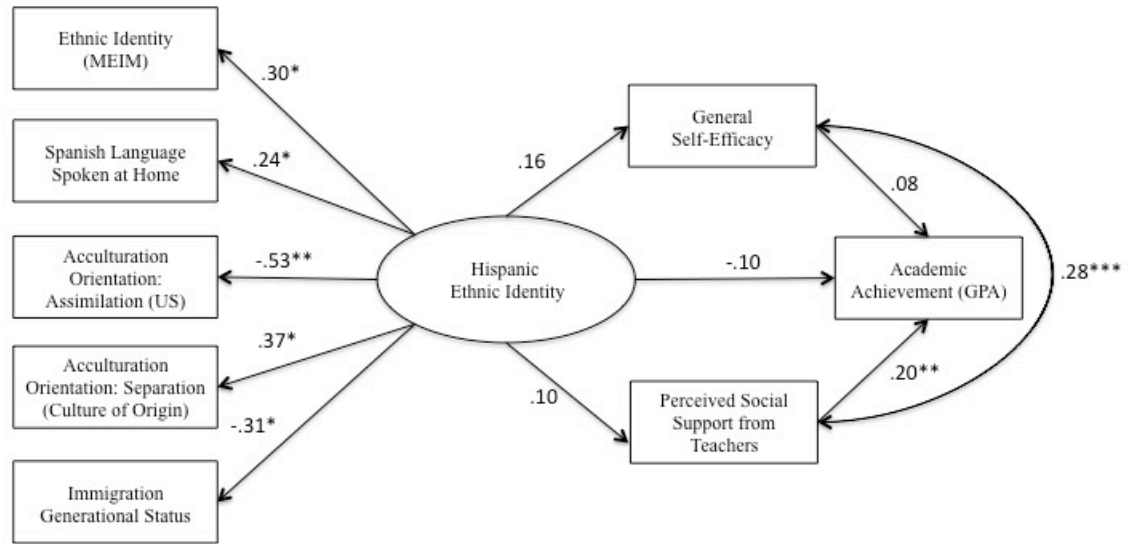 Ethnic Identity
(MEIM)
.30*
Spanish Language
Spoken at Home
.24*
Acculturation
Orientation:
Assimilation (US)
-.53**
Acculturation
Orientation: Separation
(Culture of Origin)
.37*
Immigration
Generational Status
-.31*
Hispanic
Ethnic Identity
.16
-.10
.10
General
Self-Efficacy
.08
Academic
Achievement (GPA)
.20**
Perceived Social
Support from
Teachers
.28***